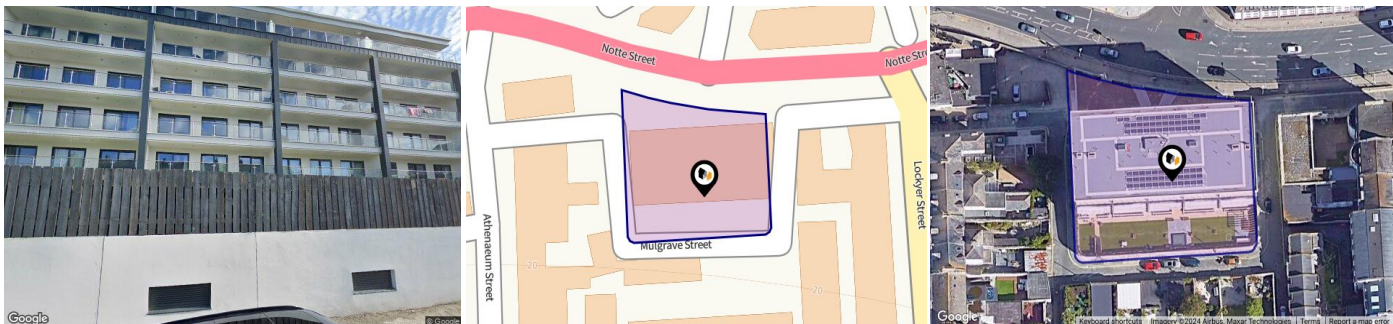 Google
© Google
Notte Street
Notte St
Mulgrave Street
Athenaeum Street
Lockyer Street
20
20
Google
Keyboard shortcuts
Imagery ©2024 Airbus, Maxar Technologies
Terms
Report a map error